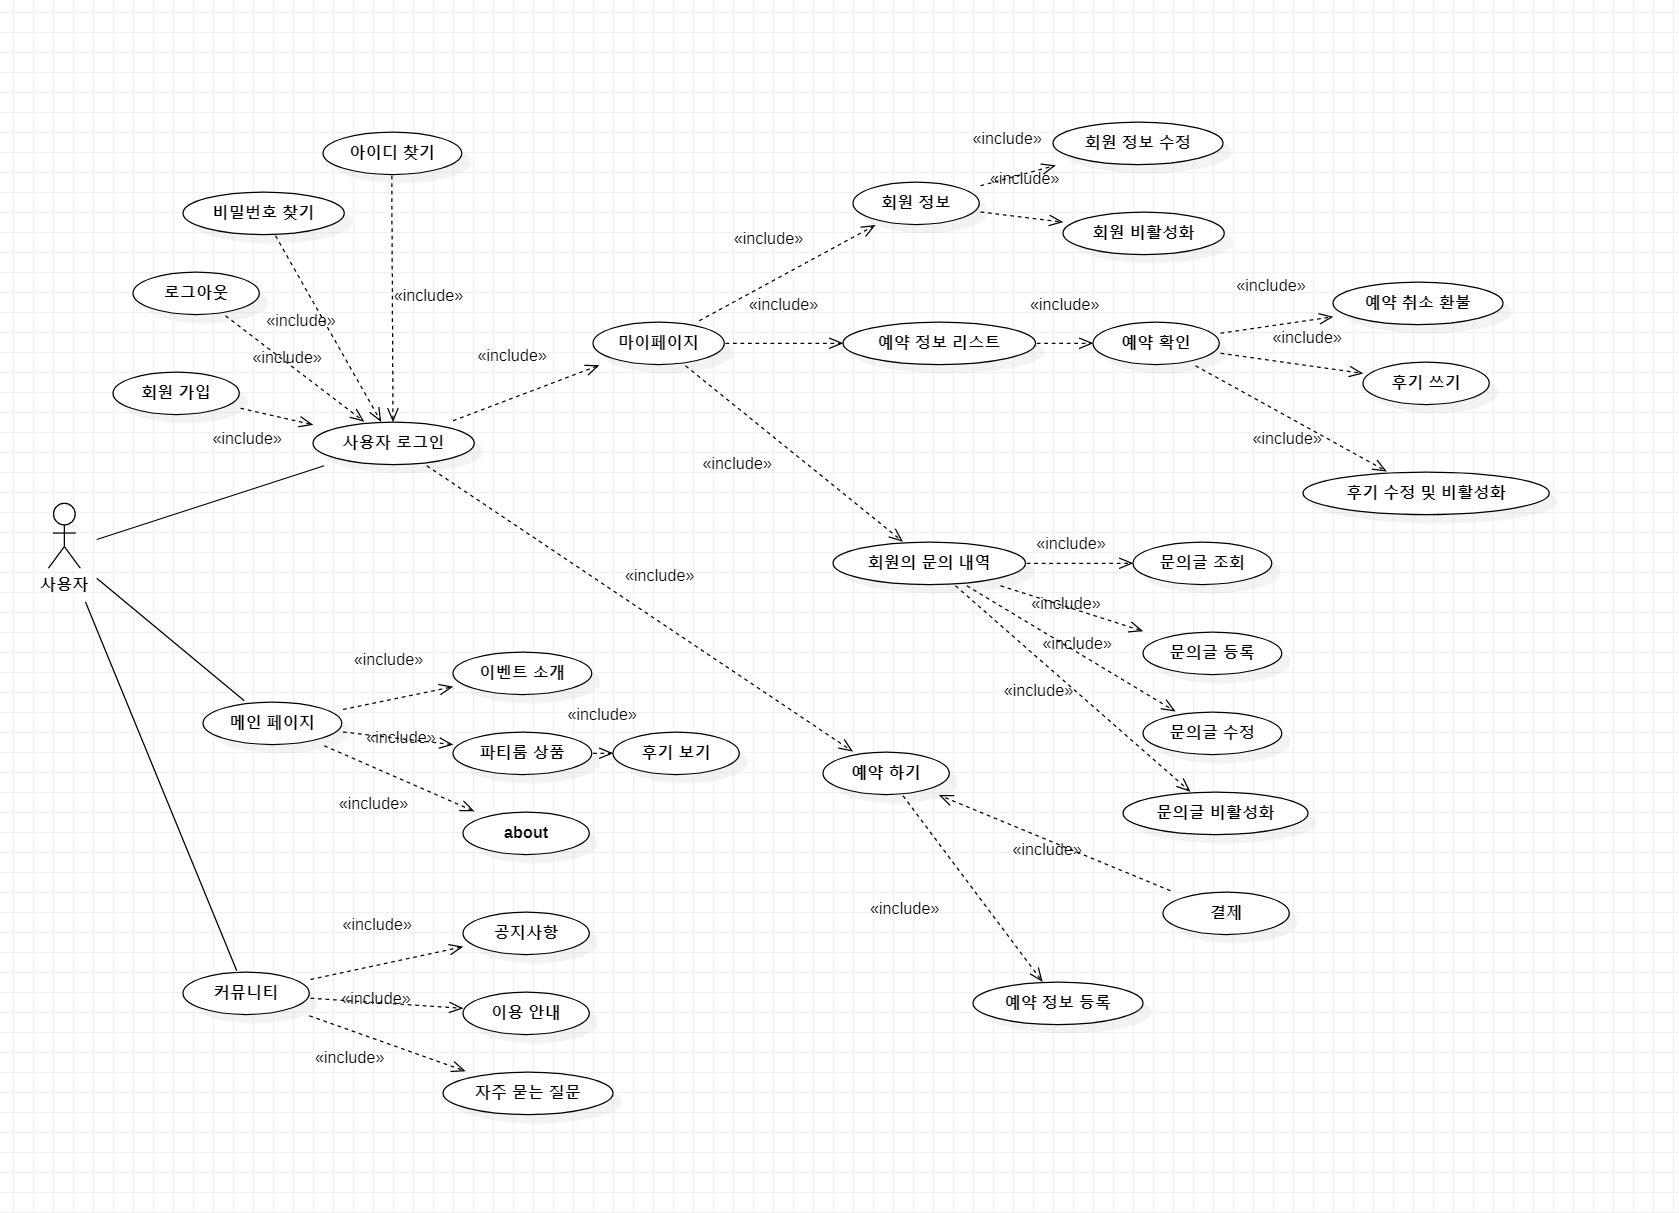 «include»
회원 정보 수정
아이디 찾기
«include»
회원 정보
비밀번호 찾기
«include»
회원 비활성화
로그아웃
«include»
«include»
«include»
«include»
«include»
예약 취소 환불
«include»
«include»
«include»
«include»
마이페이지
예약 정보 리스트
예약 확인
회원 가입
후기 쓰기
«include»
사용자 로그인
«include»
«include»
후기 수정 및 비활성화
«include»
회원의 문의 내역
문의글 조회
«include»
사용자
«include»
«include»
문의글 등록
«include»
이벤트 소개
«include»
«include»
메인 페이지
«include»
문의글 수정
파티룸 상품
후기 보기
예약 하기
«include»
문의글 비활성화
about
«include»
«include»
결제
«include»
공지사항
커뮤니티
«include»
예약 정보 등록
이용 안내
«include»
자주 묻는 질문